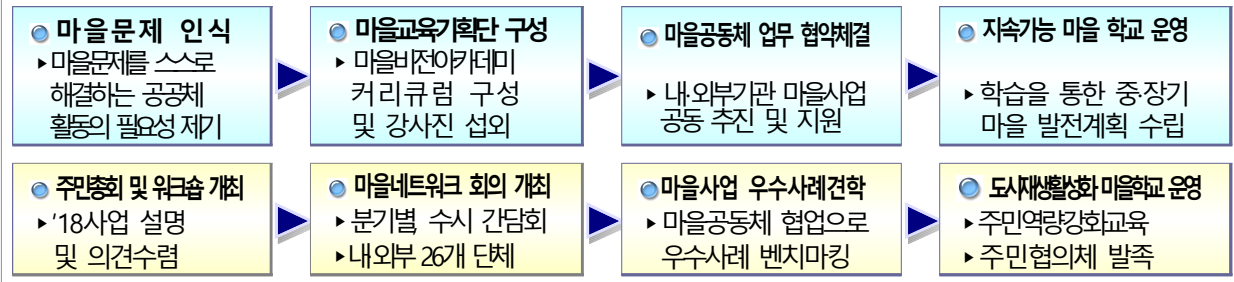 마을문제 인식
▸마을문제를 스스로
해결하는 공공체
활동의 필요성 제기
마을교육기획단 구성
▸ 마을비전아카데미
커리큐럼 구성
및 강사진 섭외
마을공동체 업무 협약체결
▸ 내·외부기관 마을사업
공동 추진 및 지원
지속가능 마을 학교 운영
▸ 학습을 통한 중·장기
마을 발전계획 수립
주민총회 및 워크숍 개최
▸'18사업 설명
및 의견수렴
마을네트워크 회의 개최
▸분기별, 수시 간담회
▸내외부 26개 단체
마을사업 우수사례견학
▸마을공동체 협업으로
우수사례 벤치마킹
도시재생활성화 마을학교 운영
▸주민역량강화교육
▸주민협의체 발족